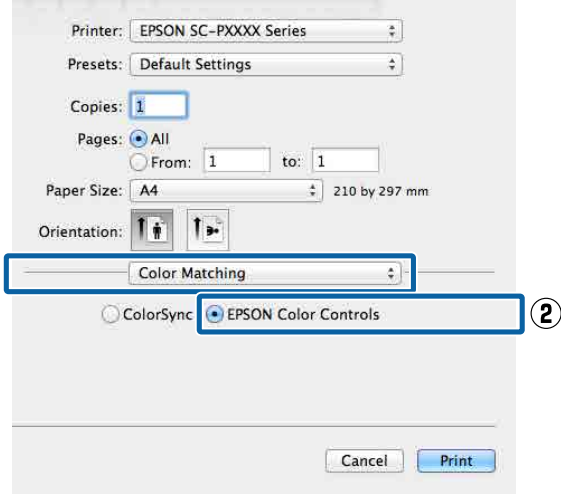 Printer: EPSON SC-PXXXX Series
Presets: Default Settings
Copies: 1
Pages: All
From: 1 to: 1
Paper Size: A4 210 by 297 mm
Orientation:
Color Matching
ColorSync EPSON Color Controls ②
Cancel Print